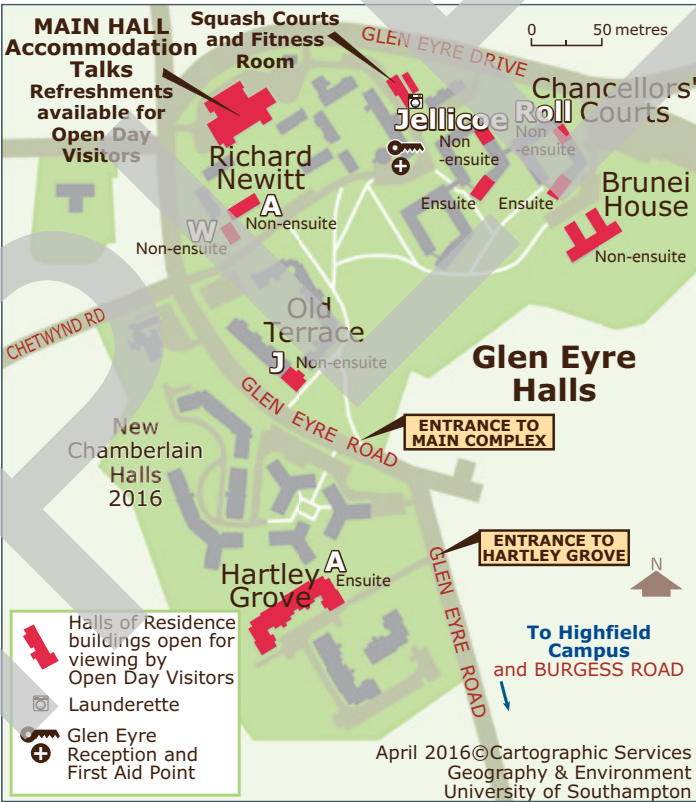 MAIN HALL
Accommodation
Talks
Refreshments
available for
Open Day
Visitors
Squash Courts
and Fitness
Room
GLEN EYRE DRIVE
0 50 metres
Chancellors'
Courts
Jellicoe
Roll
Non
-ensuite
Non
-ensuite
Ensuite
Ensuite
Richard
Newitt
A
Non-ensuite
W
Non-ensuite
Brunei
House
Non-ensuite
CHETWYND RD
Old
Terrace
J
Non-ensuite
Glen Eyre
Halls
GLEN EYRE ROAD
ENTRANCE TO
MAIN COMPLEX
New
Chamberlain
Halls
2016
ENTRANCE TO
HARTLEY GROVE
GLEN EYRE ROAD
Hartley
Grove
A
Ensuite
N
To Highfield
Campus
and BURGESS ROAD
Halls of Residence
buildings open for
viewing by
Open Day Visitors
Launderette
Glen Eyre
Reception and
First Aid Point
April 2016©Cartographic Services
Geography & Environment
University of Southampton